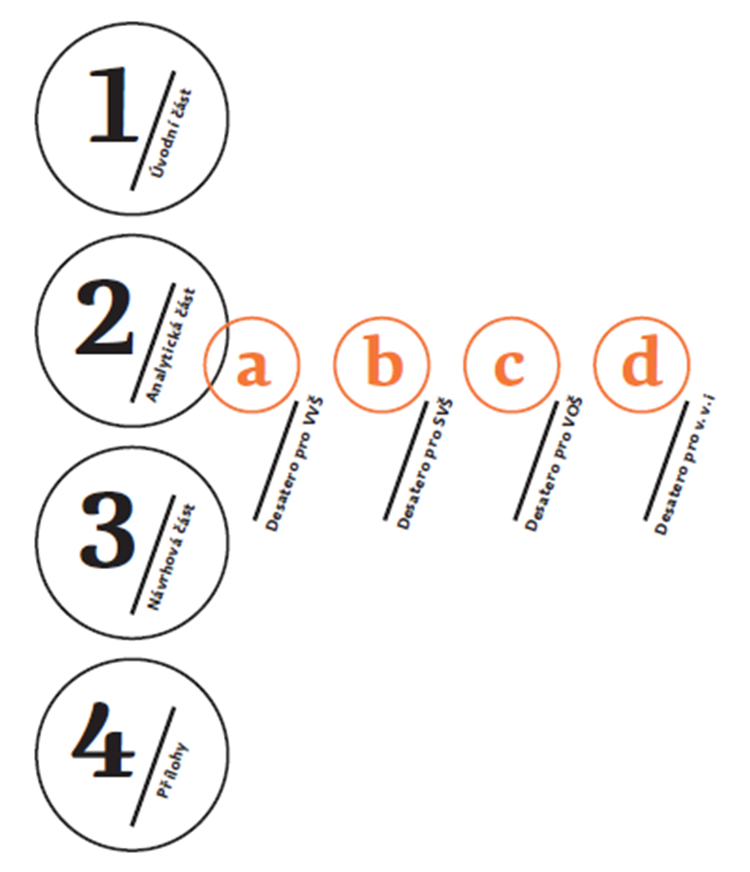 1
Úvodní část
2
Analytická část
a
Desatero pro VVŠ
b
Desatero pro SVŠ
c
Desatero pro VOŠ
d
Desatero pro v. v. i
3
Návrhová část
4
Přílohy